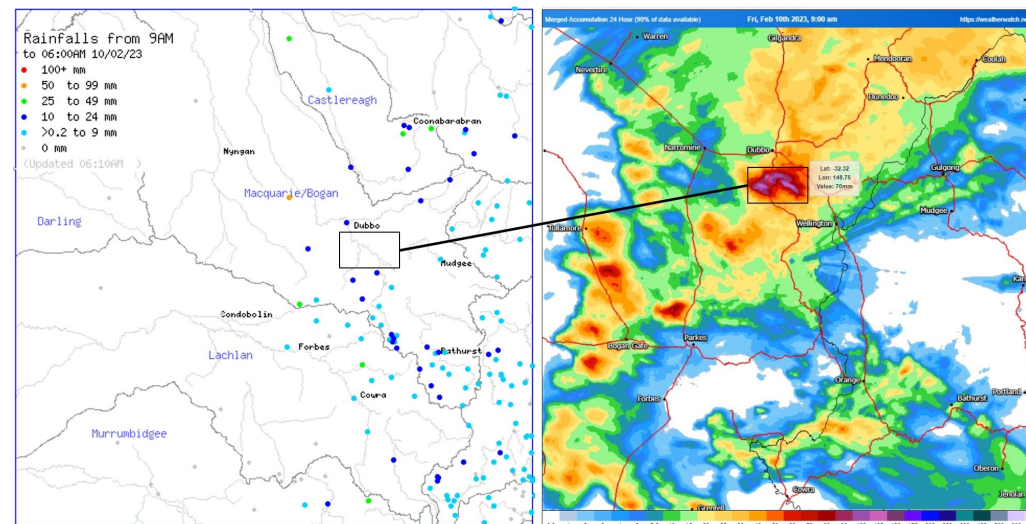 Rainfalls from 9AM
to 06:00AM 10/02/23
100+ mm
50 to 99 mm
25 to 49 mm
10 to 24 mm
>0.2 to 9 mm
0 mm
(Updated 06:10AM )
Castlereagh
Coonabarabran
Nyngan
Macquarie/Bogan
Darling
Dubbo
Mudgee
Condobolin
Forbes
Lachlan
Bathurst
Cowra
Murrumbidgee
Merged Accumulation 24 Hour (99% of data available)
Fri, Feb 10th 2023, 9:00 am
Warren
Gilgandra
Mendooran
Coolah
Nevertire
Dunedoo
Narromine
Dubbo
Lat: -32.32
Lon: 148.75
Value: 70mm
Gulgong
Mudgee
Tullamore
Wellington
Bogan Gate
Parkes
Orange
Forbes
Portland
Bathurst
Oberon
Cowra
Jenolan
Grenfell